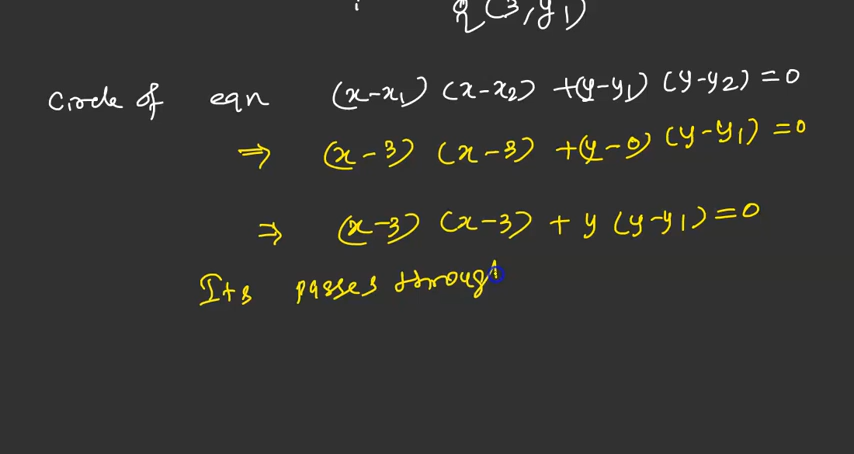 q(3, y1)
Circle of eqn (x-x1) (x-x2) +(y-y1) (y-y2) = 0
⇒ (x-3) (x-3) +(y-0) (y-y1) = 0
⇒ (x-3) (x-3) + y (y-y1) = 0
Its passes through